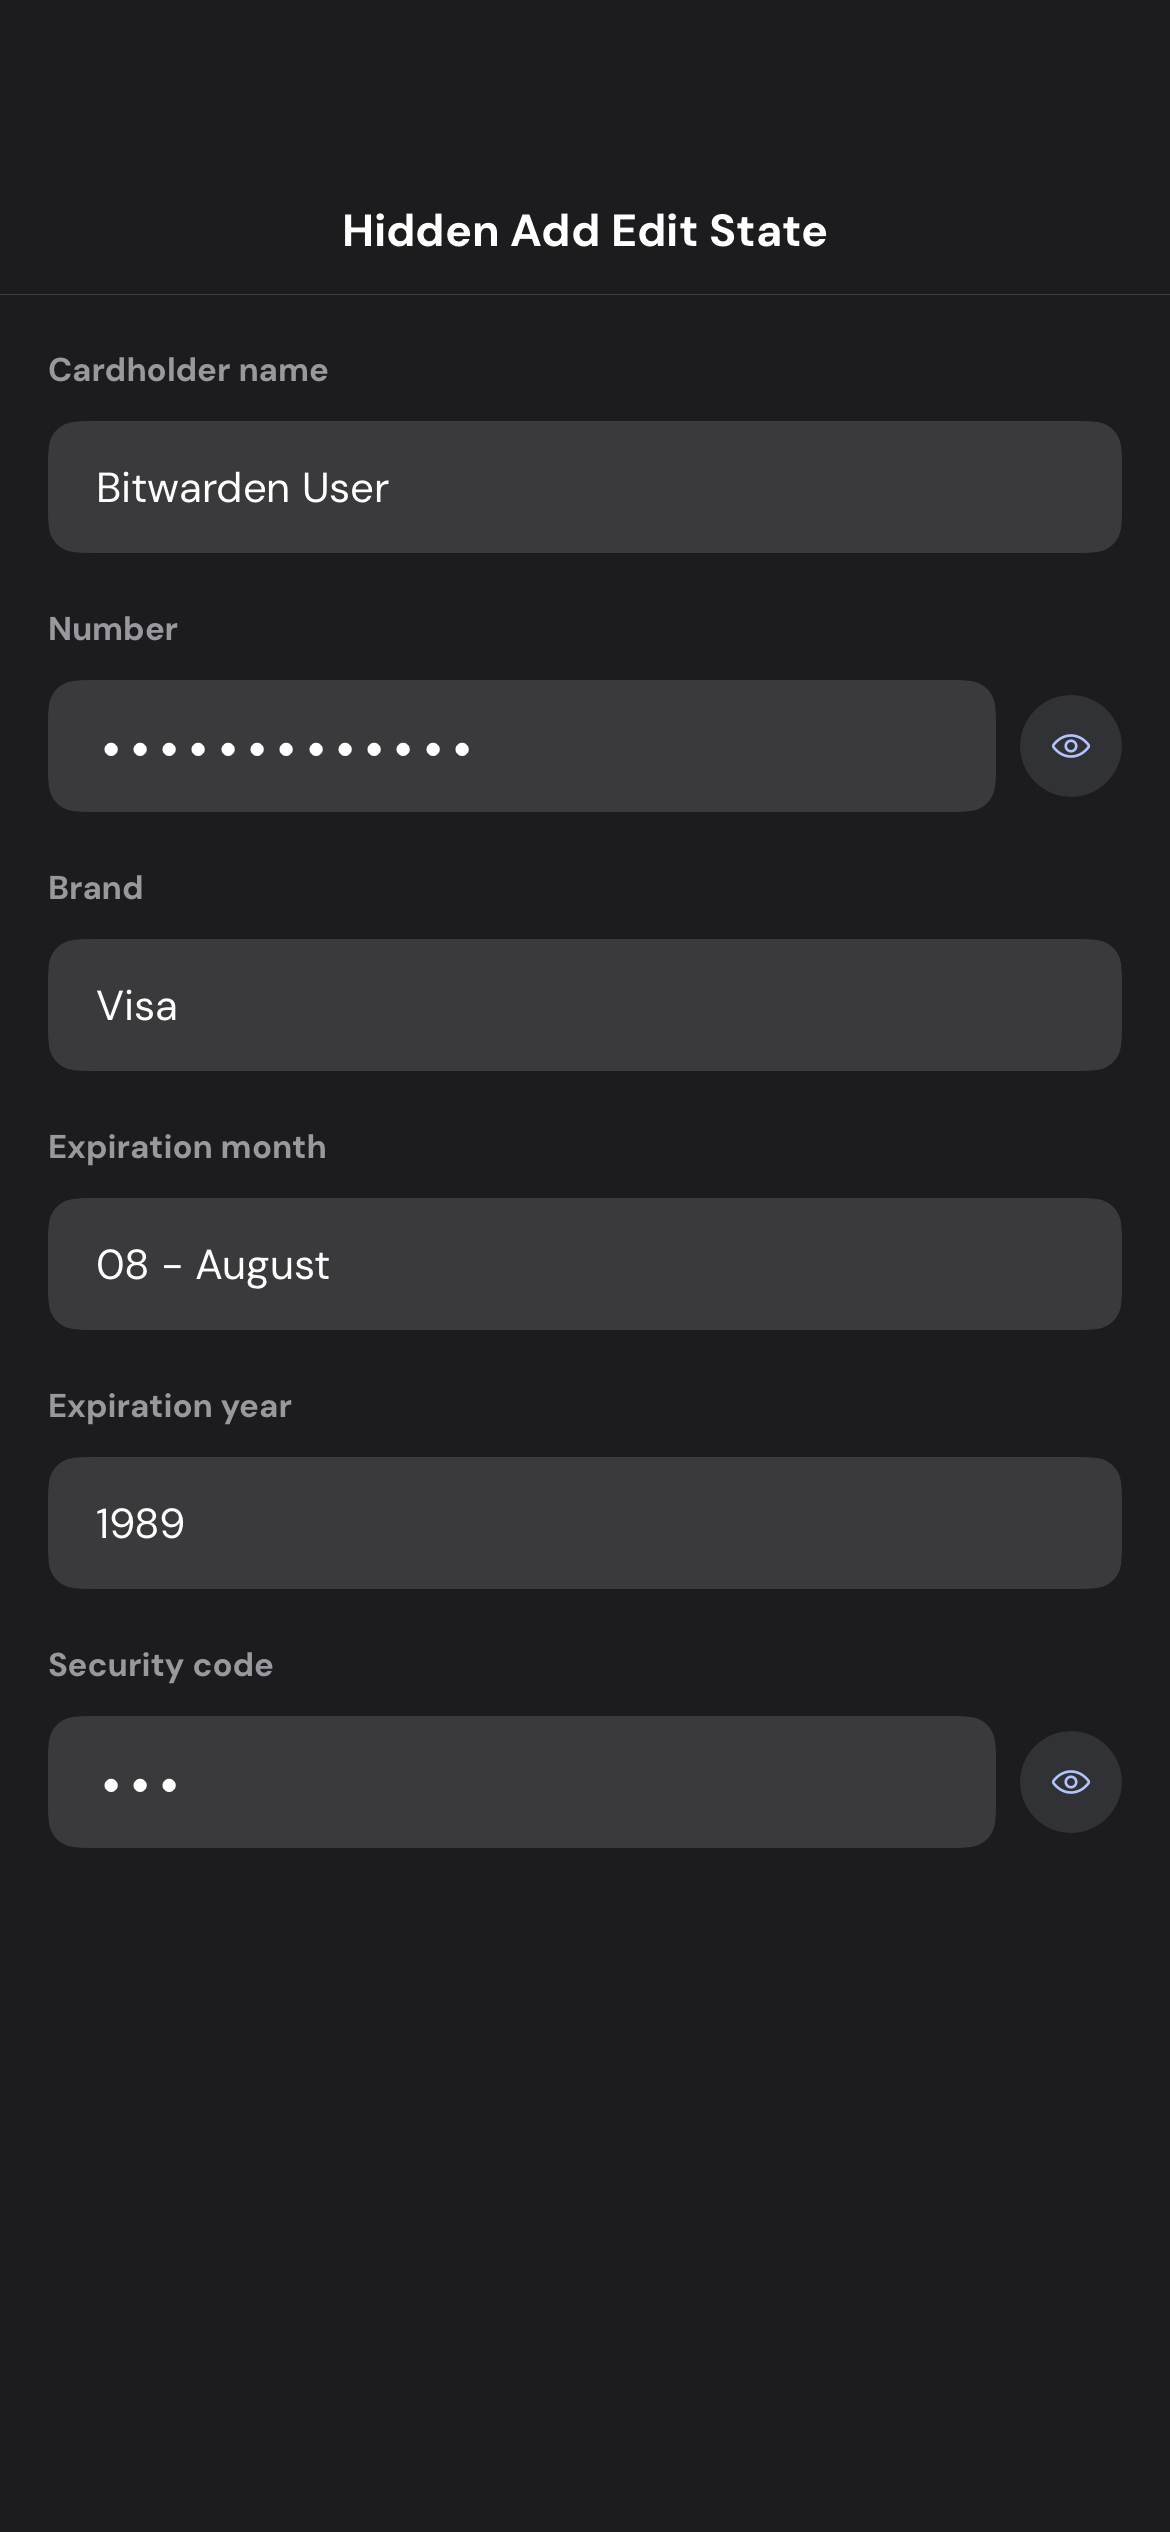 Hidden Add Edit State
Cardholder name
Bitwarden User
Number
•••••••••••••
Brand
Visa
Expiration month
08 - August
Expiration year
1989
Security code
•••